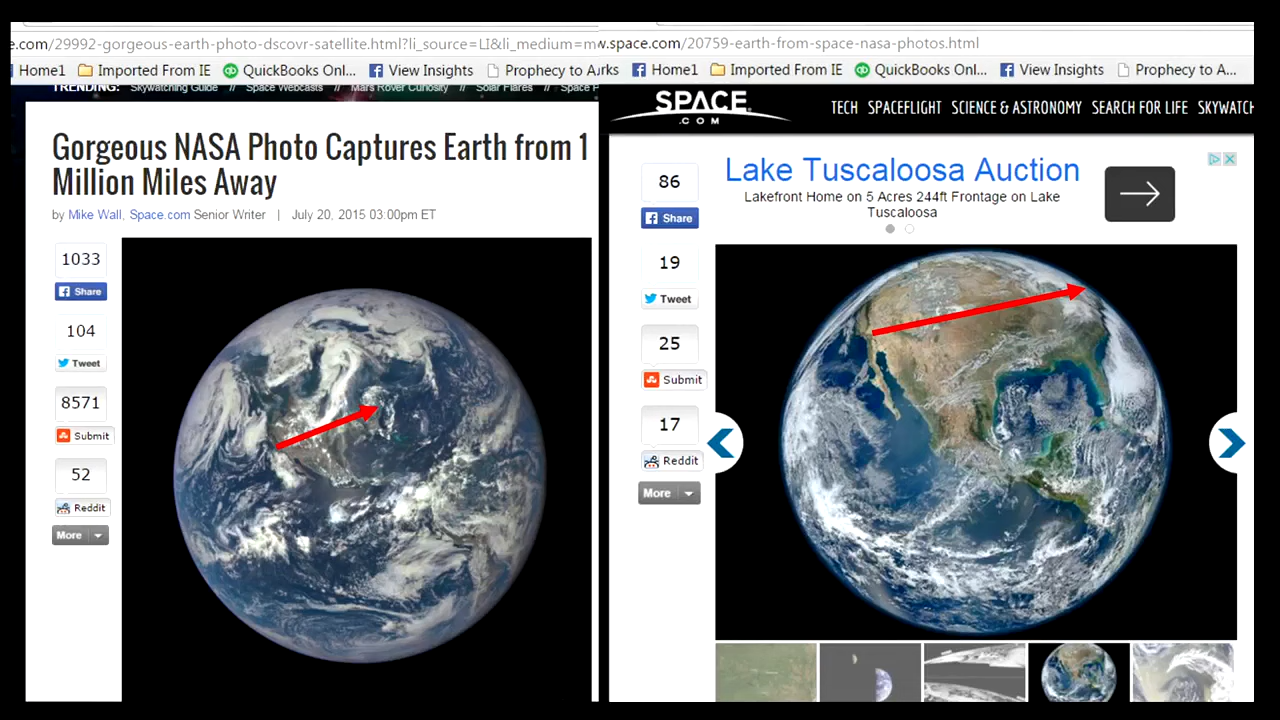 e.com/29992-gorgeous-earth-photo-dscovr-satellite.html?li_source=LI&li_medium=m
Home1 Imported From IE QuickBooks Onl... View Insights Prophecy to A
TRENDING: Skywatching Guide // Space Webcasts // Mars Rover Curiosity // Solar Flares // Space P
Gorgeous NASA Photo Captures Earth from 1
Million Miles Away
by Mike Wall, Space.com Senior Writer | July 20, 2015 03:00pm ET
1033
Share
104
Tweet
8571
Submit
52
Reddit
More
w.space.com/20759-earth-from-space-nasa-photos.html
rks Home1 Imported From IE QuickBooks Onl... View Insights Prophecy to A...
SPACE
.COM
TECH SPACEFLIGHT SCIENCE & ASTRONOMY SEARCH FOR LIFE SKYWATCH
Lake Tuscaloosa Auction
Lakefront Home on 5 Acres 244ft Frontage on Lake
Tuscaloosa
86
Share
19
Tweet
25
Submit
17
Reddit
More